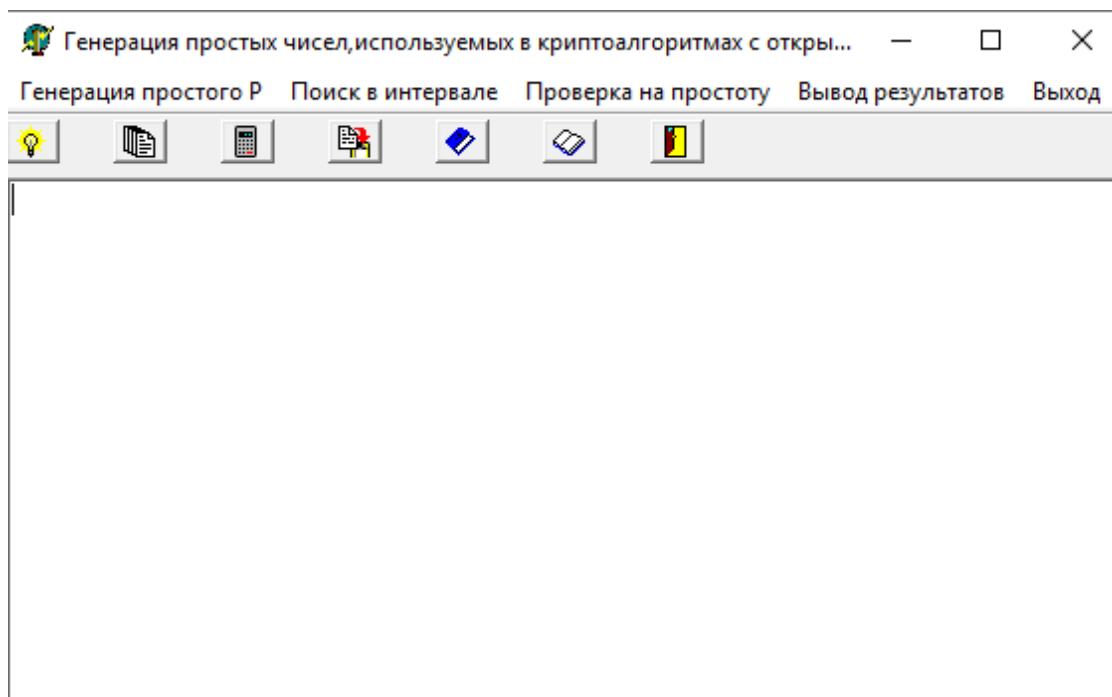 Генерация простых чисел,используемых в криптоалгоритмах с откры...
Генерация простого P Поиск в интервале Проверка на простоту Вывод результатов Выход